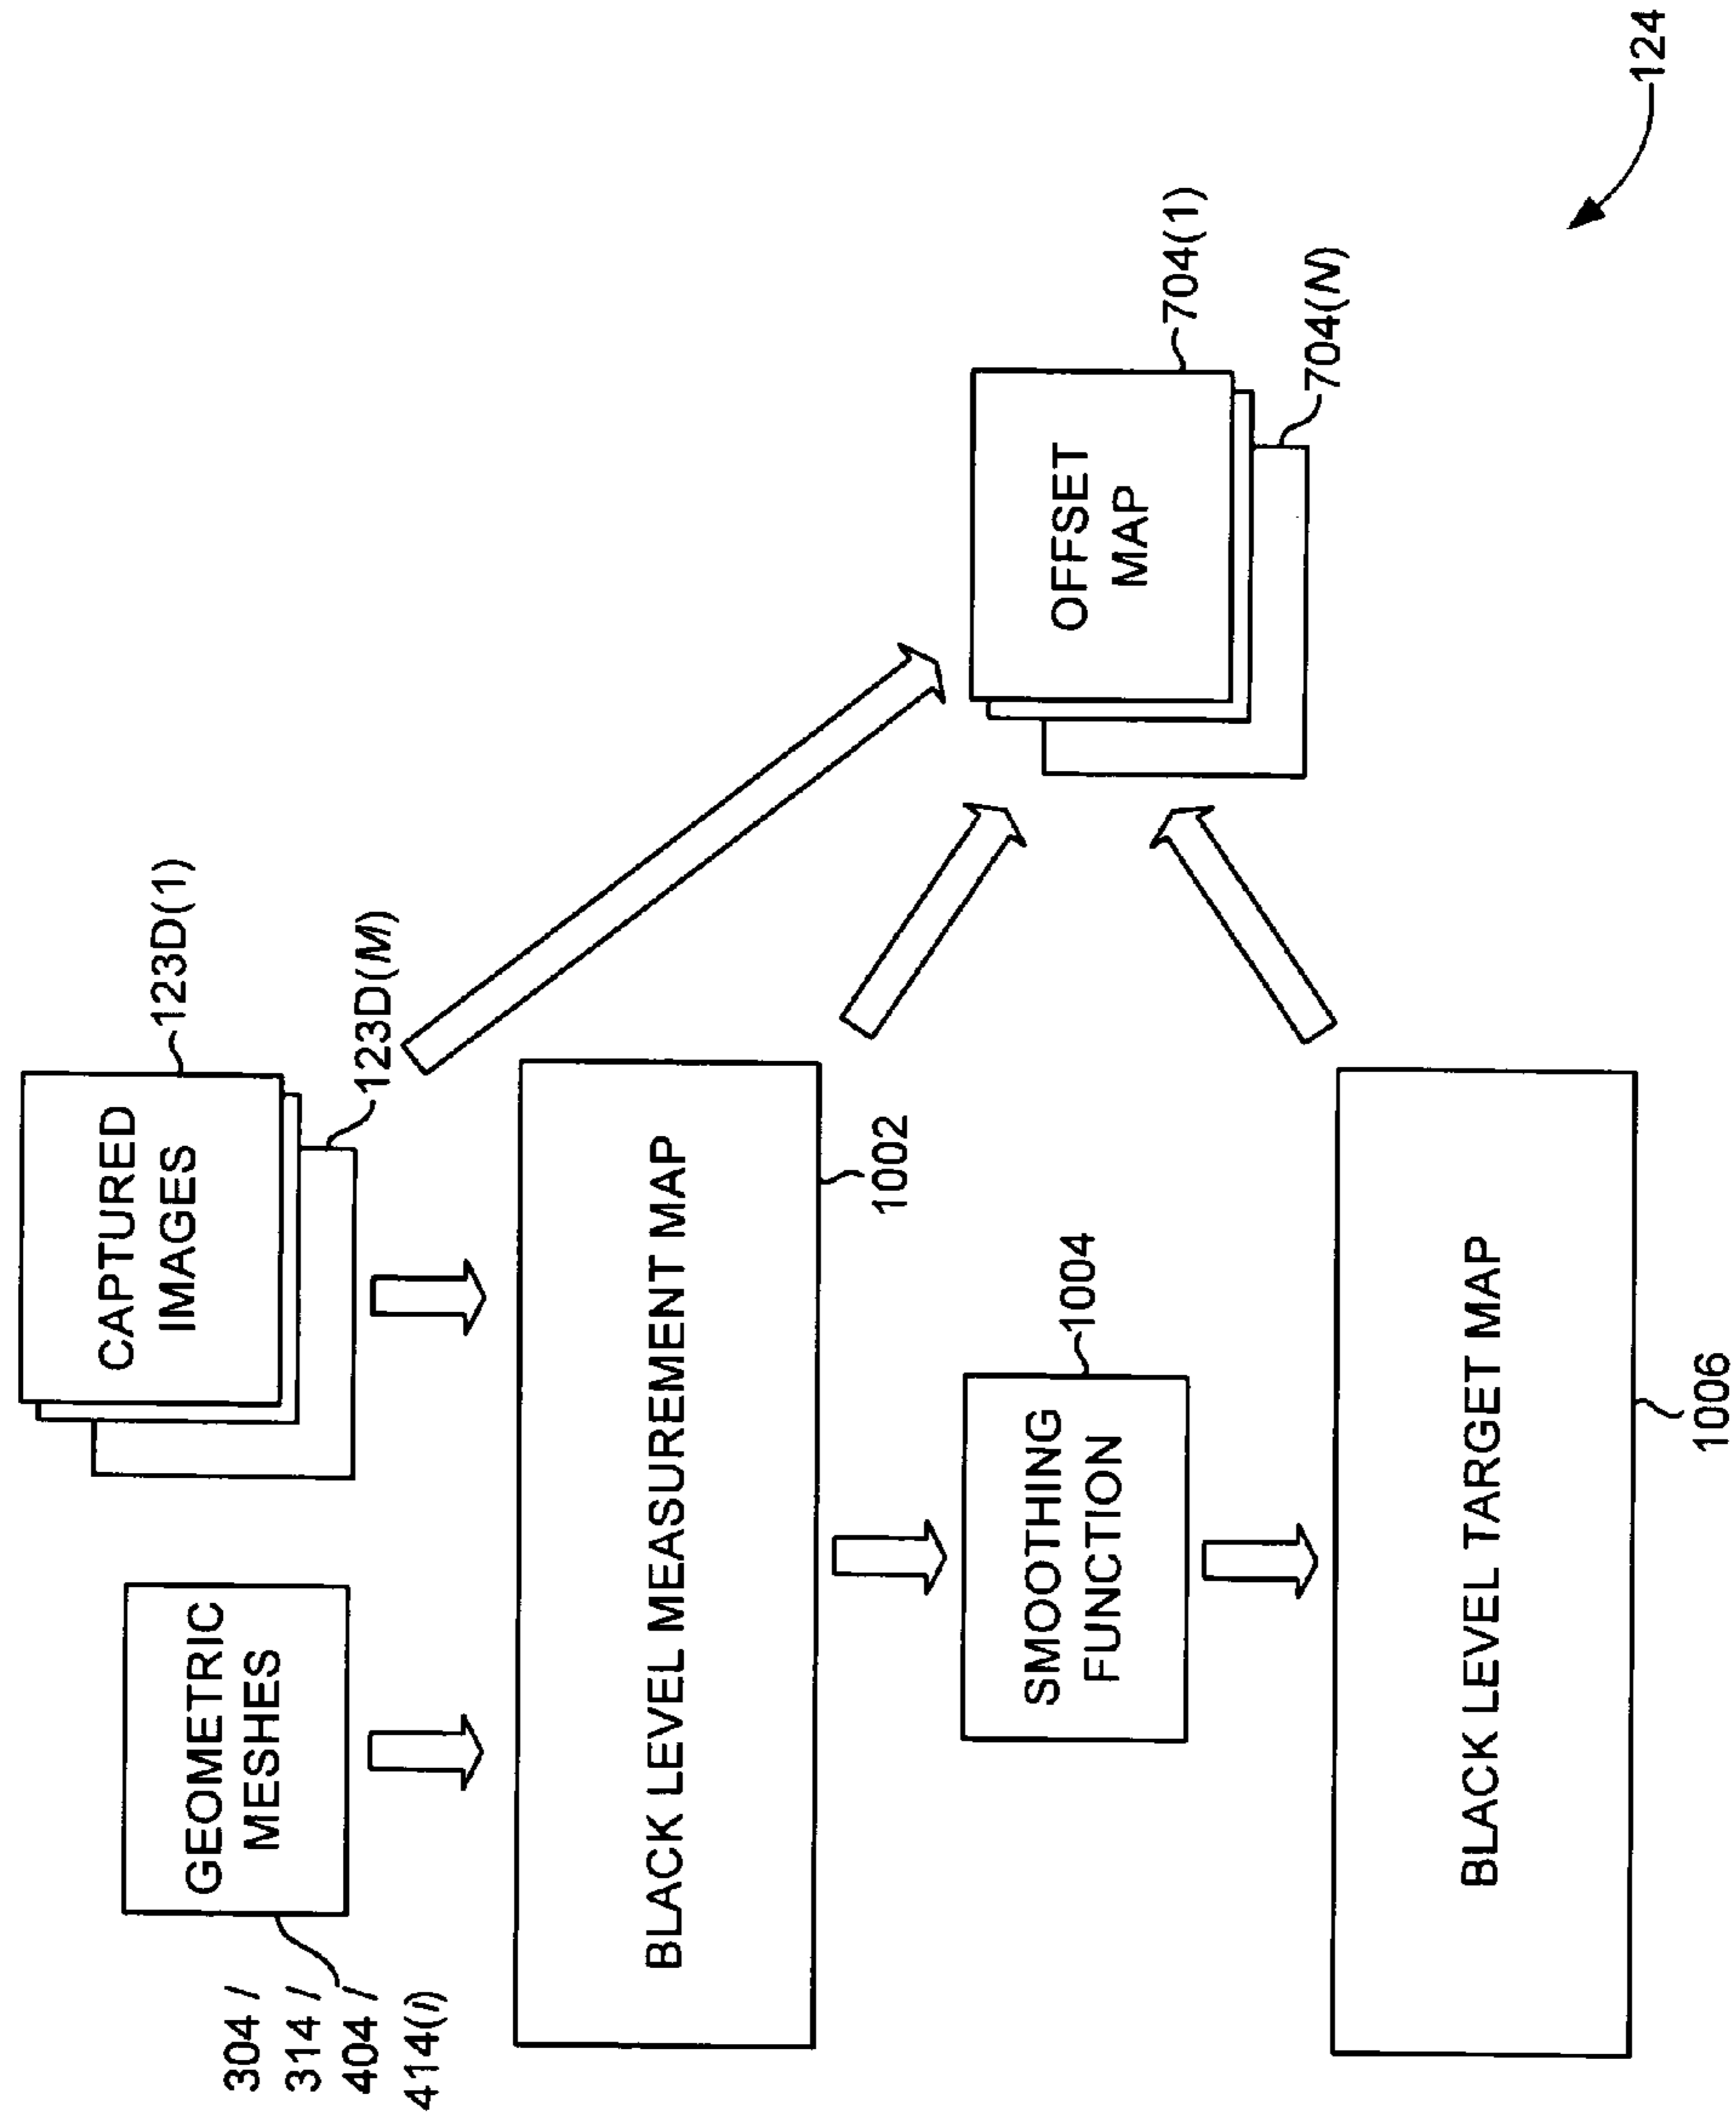 304 /
314 /
404 /
414(i)
GEOMETRIC
MESHES
CAPTURED
IMAGES
123D(1)
123D(M)
BLACK LEVEL MEASUREMENT MAP
1002
SMOOTHING
FUNCTION
1004
BLACK LEVEL TARGET MAP
1006
OFFSET
MAP
704(1)
704(N)
124